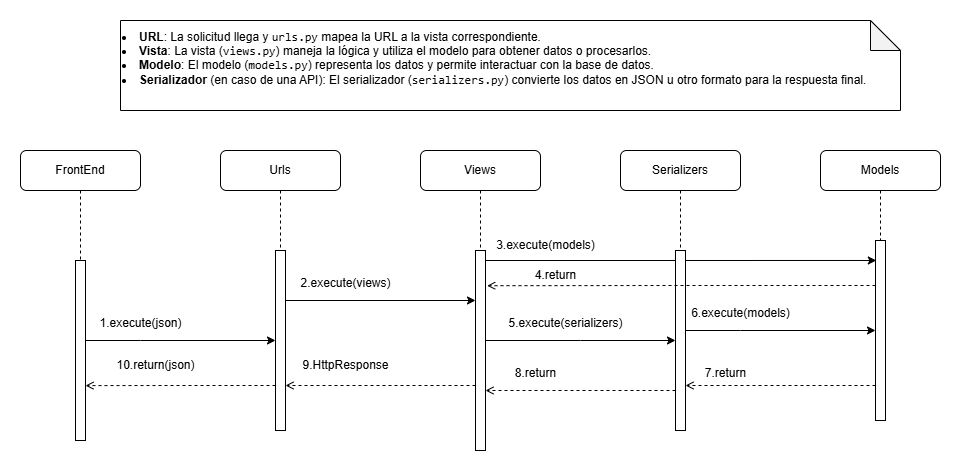 • URL: La solicitud llega y urls.py mapea la URL a la vista correspondiente.
• Vista: La vista (views.py) maneja la lógica y utiliza el modelo para obtener datos o procesarlos.
• Modelo: El modelo (models.py) representa los datos y permite interactuar con la base de datos.
• Serializador (en caso de una API): El serializador (serializers.py) convierte los datos en JSON u otro formato para la respuesta final.
FrontEnd
Urls
Views
Serializers
Models
3.execute(models)
4.return
2.execute(views)
1.execute(json)
5.execute(serializers)
6.execute(models)
10.return(json)
9.HttpResponse
8.return
7.return